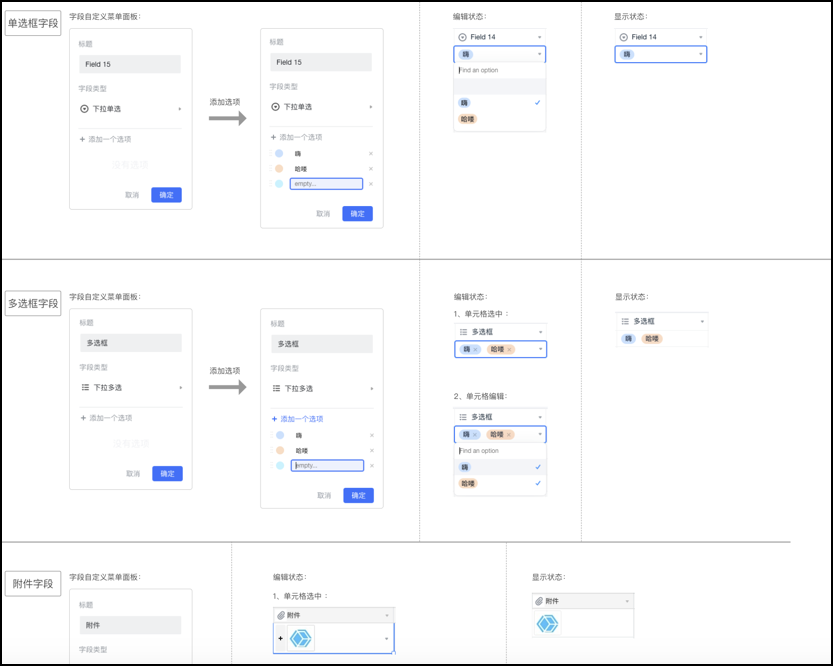 单选框字段
字段自定义菜单面板：
标题
Field 15
字段类型
下拉单选
+ 添加一个选项
没有选项
取消
确定
添加选项
标题
Field 15
字段类型
下拉单选
+ 添加一个选项
嗨 ×
哈喽 ×
empty... ×
取消
确定
编辑状态：
Field 14
嗨
Find an option
嗨
哈喽
显示状态：
Field 14
嗨
多选框字段
字段自定义菜单面板：
标题
多选框
字段类型
下拉多选
+ 添加一个选项
没有选项
取消
确定
添加选项
标题
多选框
字段类型
下拉多选
+ 添加一个选项
嗨 ×
哈喽 ×
empty... ×
取消
确定
编辑状态：
1、单元格选中 ：
多选框
嗨 × 哈喽 ×
2、单元格编辑：
多选框
嗨 × 哈喽 ×
Find an option
嗨
哈喽
显示状态：
多选框
嗨 哈喽
附件字段
字段自定义菜单面板：
标题
附件
字段类型
编辑状态：
1、单元格选中 ：
附件
+
显示状态：
附件